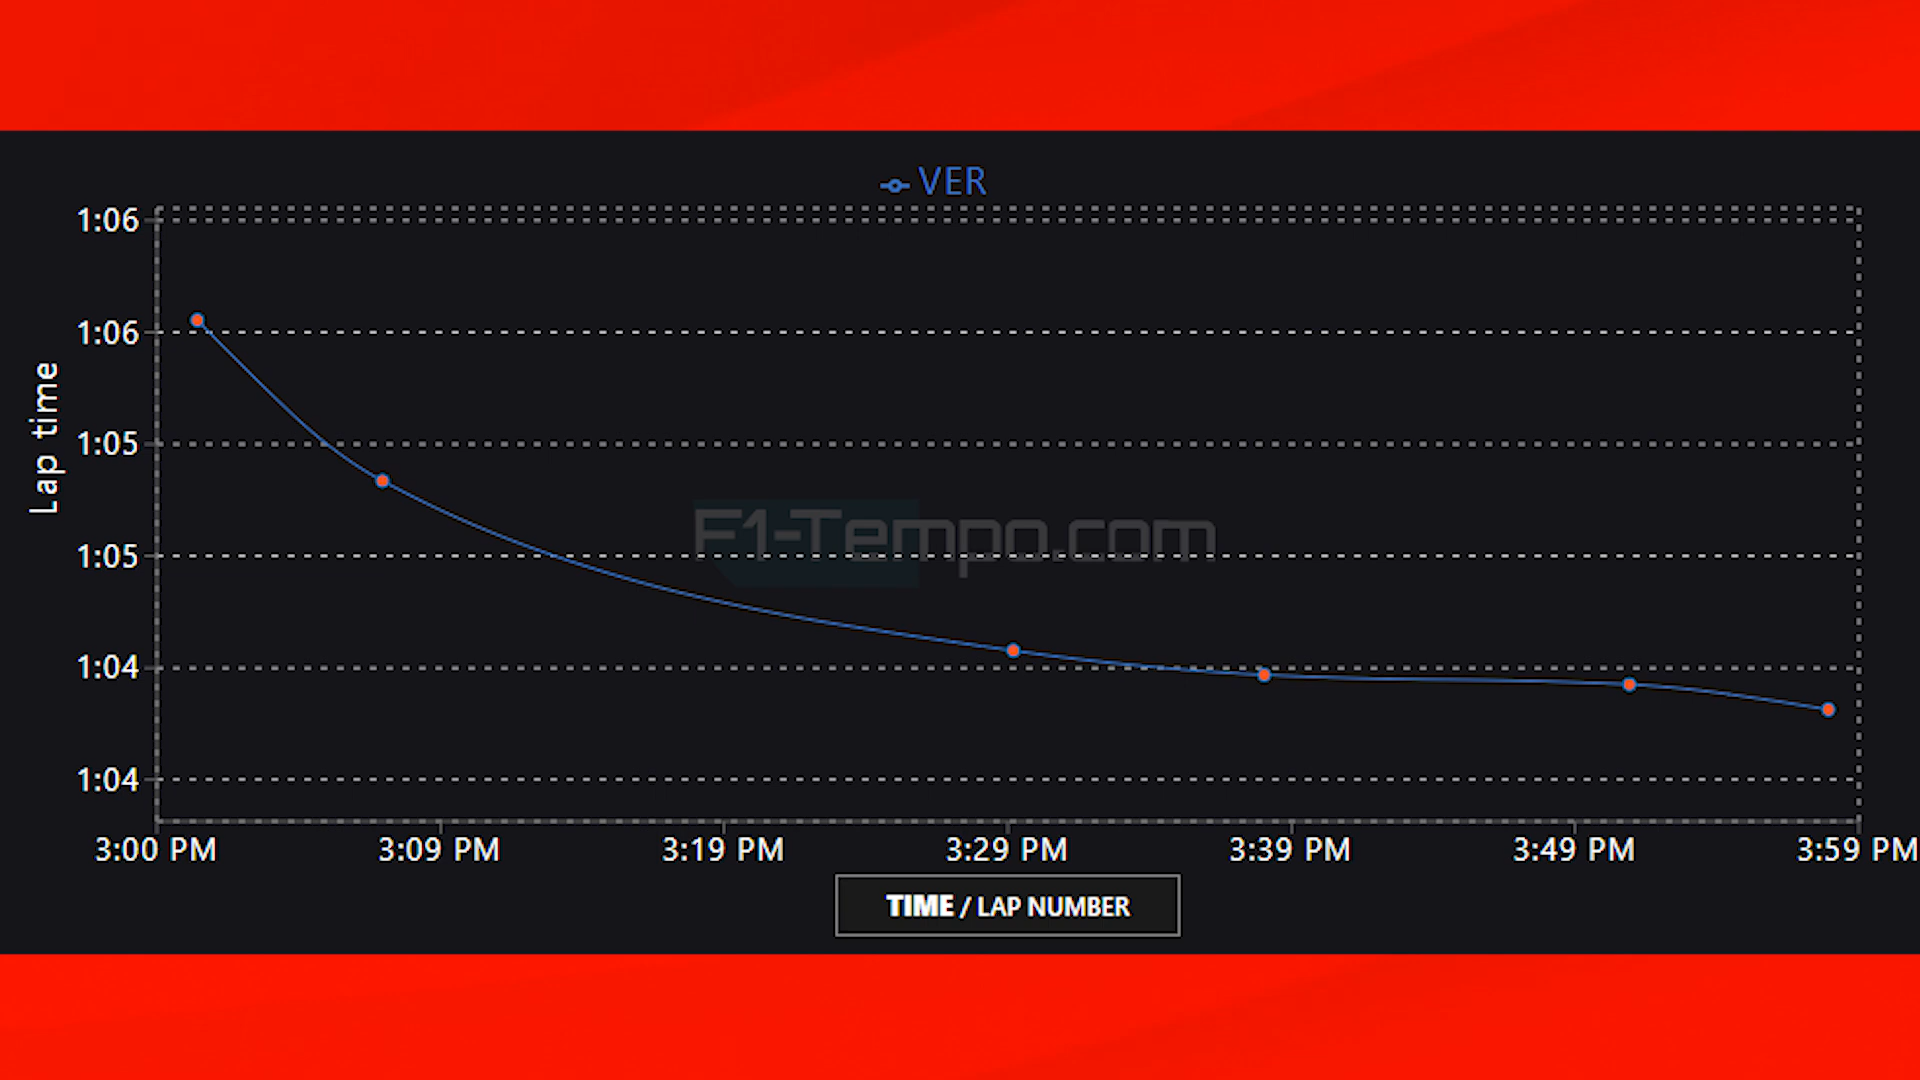 VER
1:06
1:06
1:05
1:05
1:04
1:04
Lap time
F1-Tempo.com
3:00 PM 3:09 PM 3:19 PM 3:29 PM 3:39 PM 3:49 PM 3:59 PM
TIME / LAP NUMBER